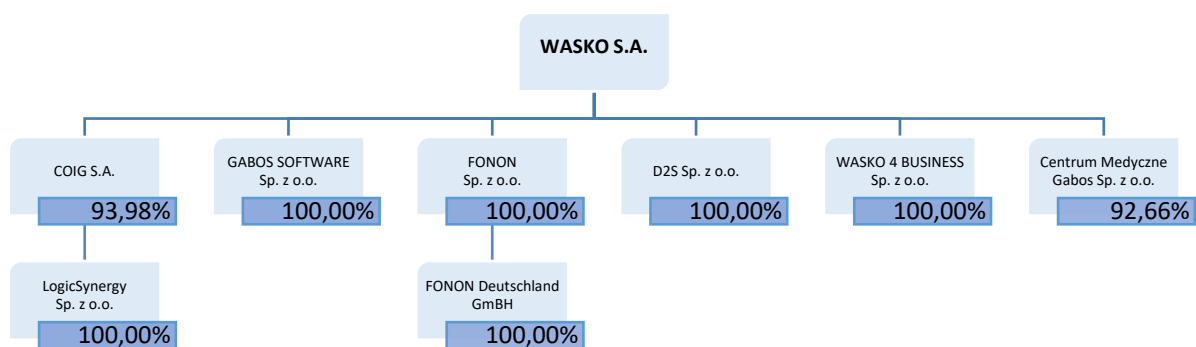 WASKO S.A.
COIG S.A.
93,98%
GABOS SOFTWARE
Sp. z o.o.
100,00%
FONON
Sp. z o.o.
100,00%
D2S Sp. z o.o.
100,00%
WASKO 4 BUSINESS
Sp. z o.o.
100,00%
Centrum Medyczne
Gabos Sp. z o.o.
92,66%
LogicSynergy
Sp. z o.o.
100,00%
FONON Deutschland
GmBH
100,00%